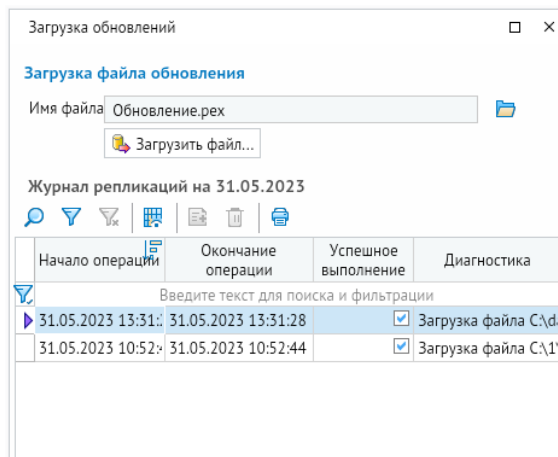 Загрузка обновлений
Загрузка файла обновления
Имя файла Обновление.pex
Загрузить файл...
Журнал репликаций на 31.05.2023
Начало операции Окончание операции Успешное выполнение Диагностика
Введите текст для поиска и фильтрации
31.05.2023 13:31: 31.05.2023 13:31:28 Загрузка файла C:\d
31.05.2023 10:52: 31.05.2023 10:52:44 Загрузка файла C:\1